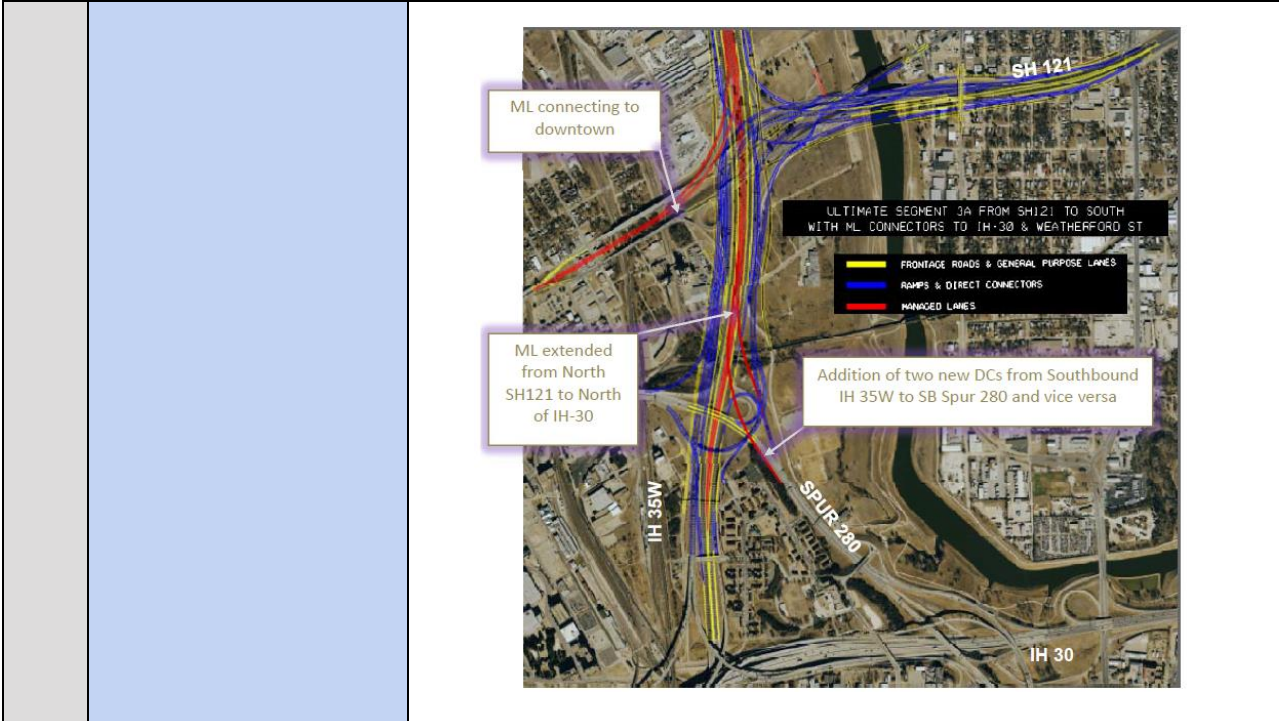 SH 121
ML connecting to
downtown
ULTIMATE SEGMENT 3A FROM SH121 TO SOUTH
WITH ML CONNECTORS TO IH-30 & WEATHERFORD ST
FRONTAGE ROADS & GENERAL PURPOSE LANES
RAMPS & DIRECT CONNECTORS
MANAGED LANES
ML extended
from North
SH121 to North
of IH-30
Addition of two new DCs from Southbound
IH 35W to SB Spur 280 and vice versa
IH 35W
SPUR 280
IH 30